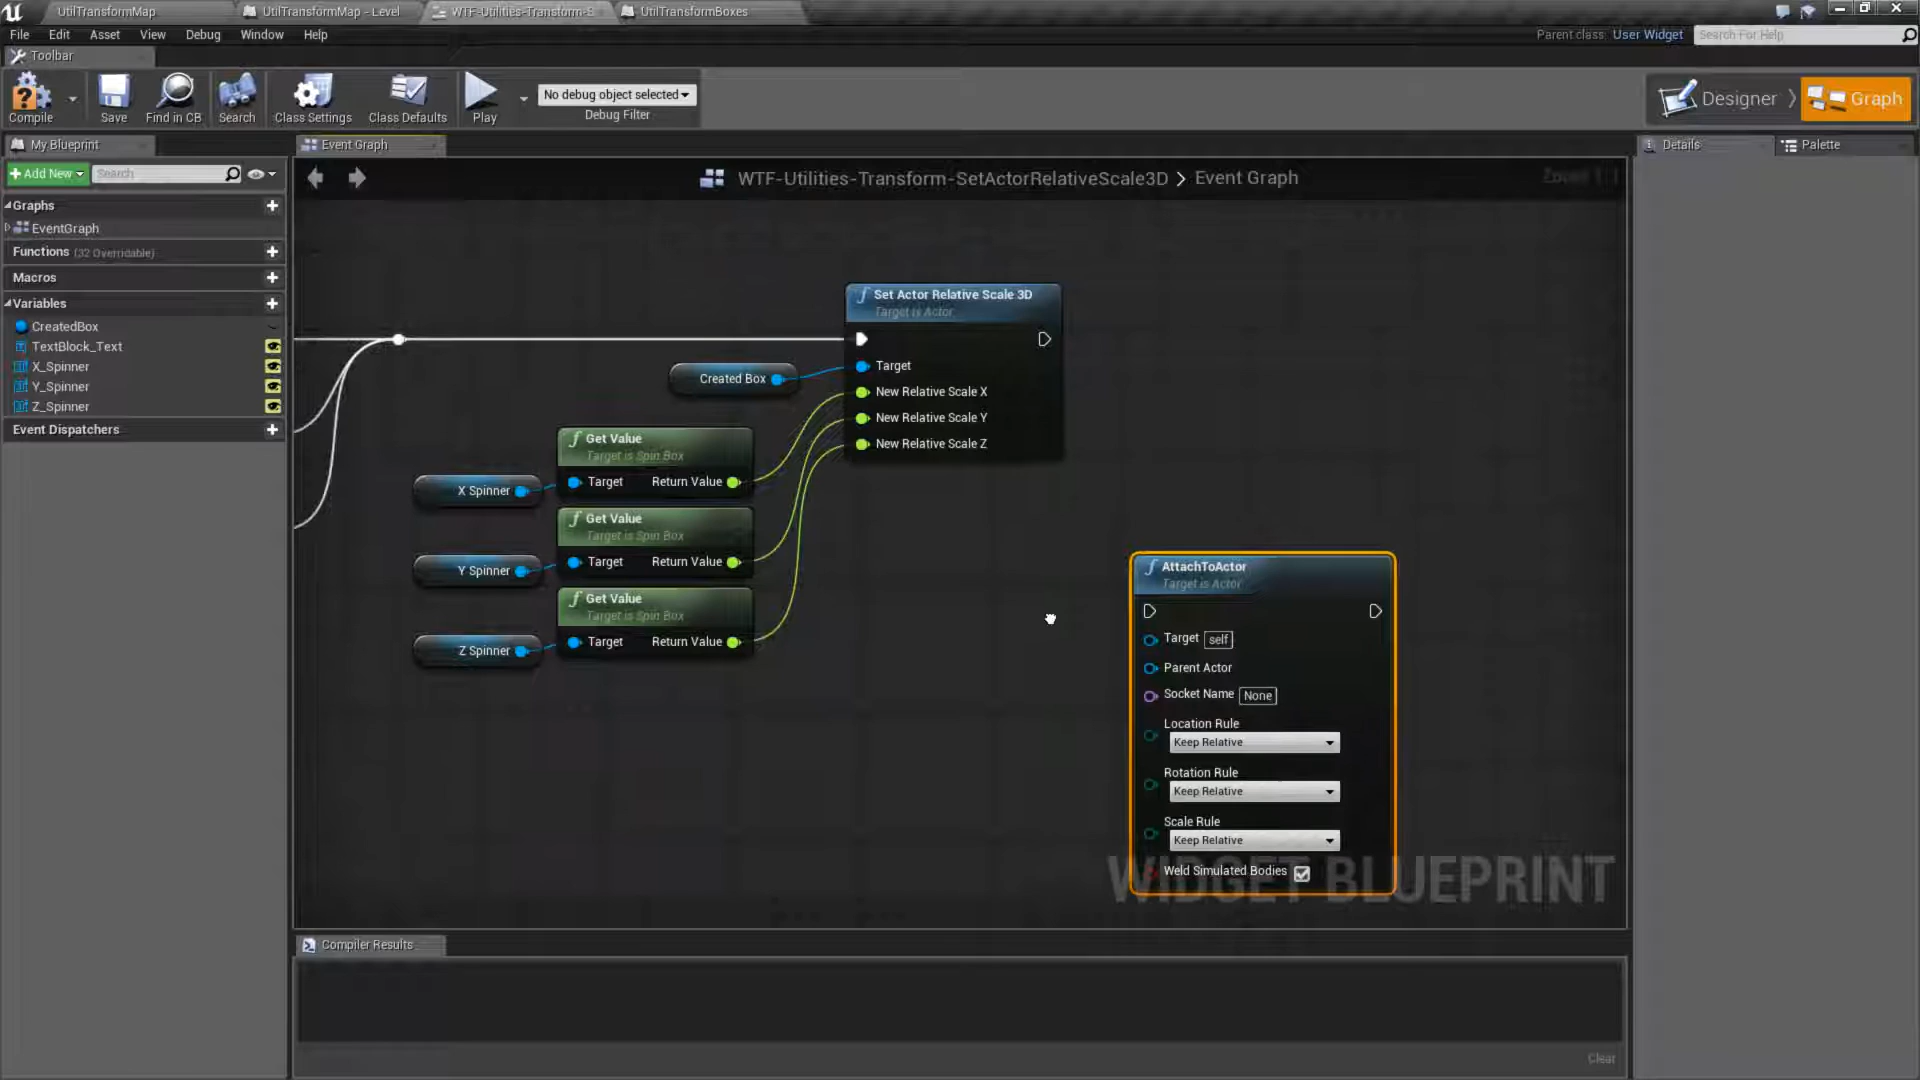 UtilTransformMap
UtilTransformMap - Level
WTF-Utilities-Transform-S
UtilTransformBoxes
File Edit Asset View Debug Window Help
Parent class: User Widget
Search For Help
Toolbar
Compile
Save
Find in CB
Search
Class Settings
Class Defaults
Play
No debug object selected
Debug Filter
Designer
Graph
My Blueprint
Event Graph
Details
Palette
Add New
Search
WTF-Utilities-Transform-SetActorRelativeScale3D > Event Graph
Graphs
EventGraph
Functions (32 Overridable)
Macros
Variables
CreatedBox
TextBlock_Text
X_Spinner
Y_Spinner
Z_Spinner
Event Dispatchers
Set Actor Relative Scale 3D
Target is Actor
Target
New Relative Scale X
New Relative Scale Y
New Relative Scale Z
Created Box
Get Value
Target is Spin Box
Target Return Value
X Spinner
Get Value
Target is Spin Box
Target Return Value
Y Spinner
Get Value
Target is Spin Box
Target Return Value
Z Spinner
AttachToActor
Target is Actor
Target self
Parent Actor
Socket Name None
Location Rule
Keep Relative
Rotation Rule
Keep Relative
Scale Rule
Keep Relative
Weld Simulated Bodies
WIDGET BLUEPRINT
Compiler Results
Clear